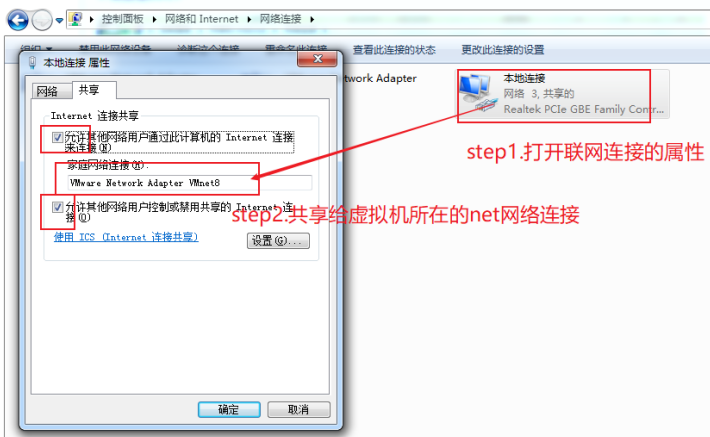 控制面板 ▸ 网络和 Internet ▸ 网络连接 ▸
组织 禁用此网络设备 诊断这个连接 重命名此连接 查看此连接的状态 更改此连接的设置
本地连接 属性
网络 共享
Internet 连接共享
允许其他网络用户通过此计算机的 Internet 连接
来连接(N)
家庭网络连接(H):
VMware Network Adapter VMnet8
允许其他网络用户控制或禁用共享的 Internet 连
接(O)
使用 ICS (Internet 连接共享)
设置(G)...
确定 取消
twork Adapter
本地连接
网络 3, 共享的
Realtek PCIe GBE Family Contr...
step1.打开联网连接的属性
step2.共享给虚拟机所在的net网络连接